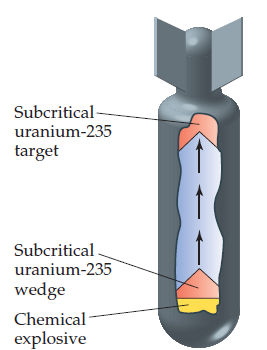 Subcritical
uranium-235
target
Subcritical
uranium-235
wedge
Chemical
explosive